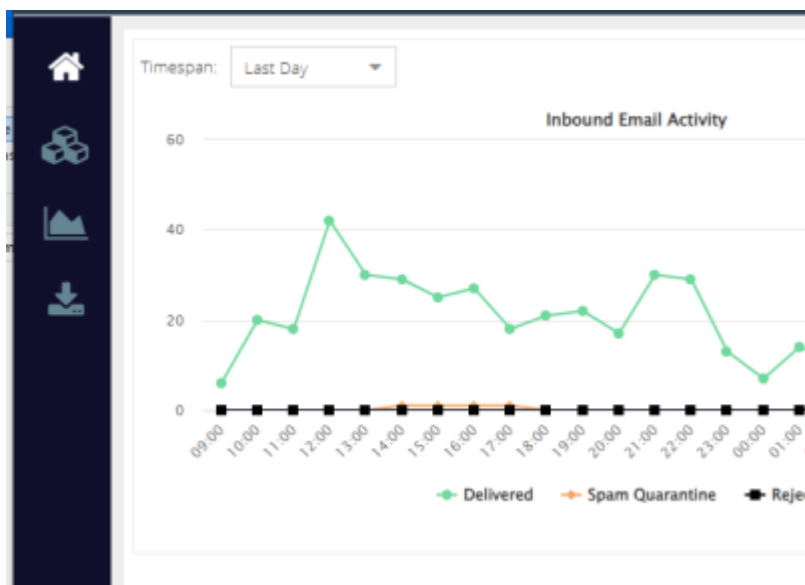 Timespan: Last Day
Inbound Email Activity
60
40
20
0
09:00 10:00 11:00 12:00 13:00 14:00 15:00 16:00 17:00 18:00 19:00 20:00 21:00 22:00 23:00 00:00 01:00
Delivered Spam Quarantine Reje